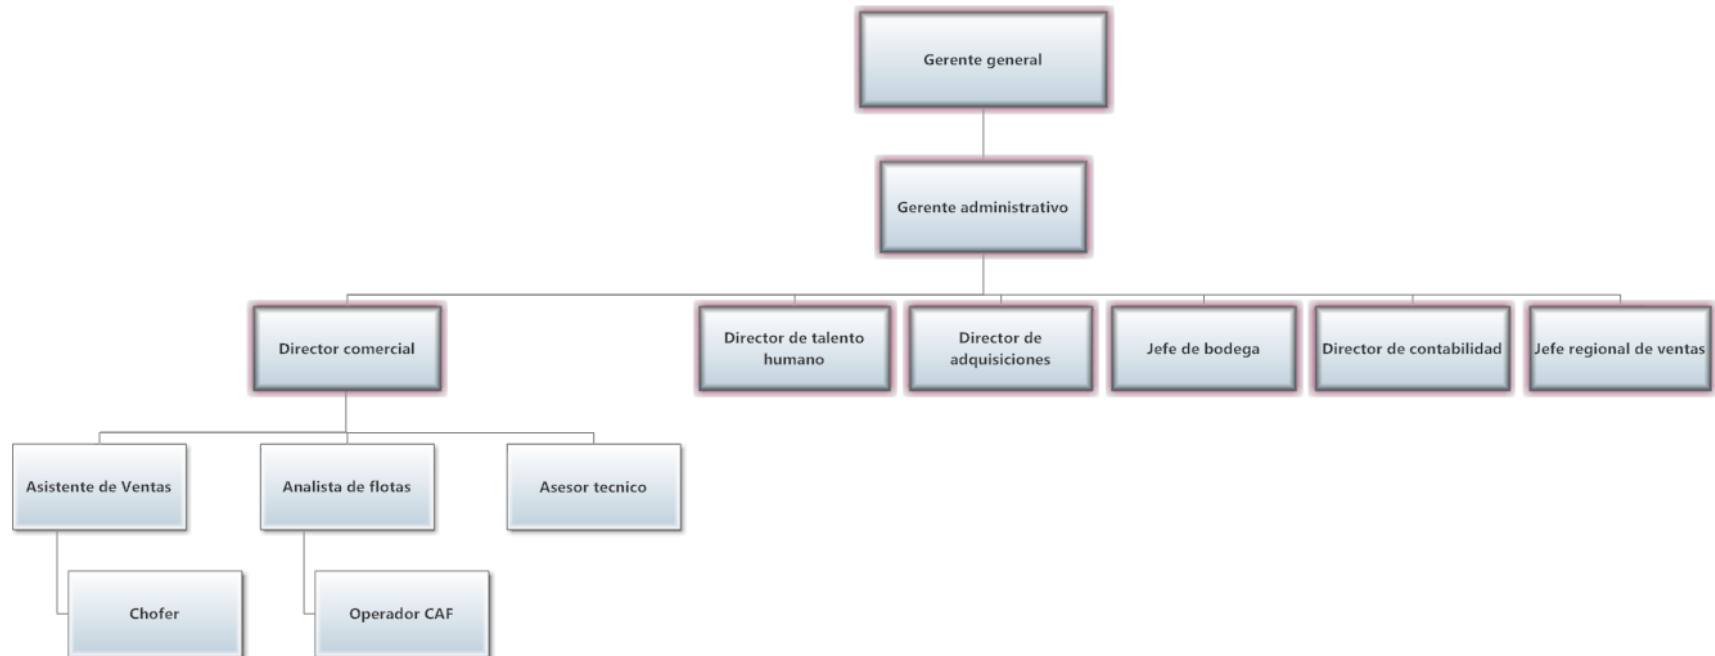 Gerente general
Gerente administrativo
Director comercial
Director de talento
humano
Director de
adquisiciones
Jefe de bodega
Director de contabilidad
Jefe regional de ventas
Asistente de Ventas
Analista de flotas
Asesor tecnico
Chofer
Operador CAF